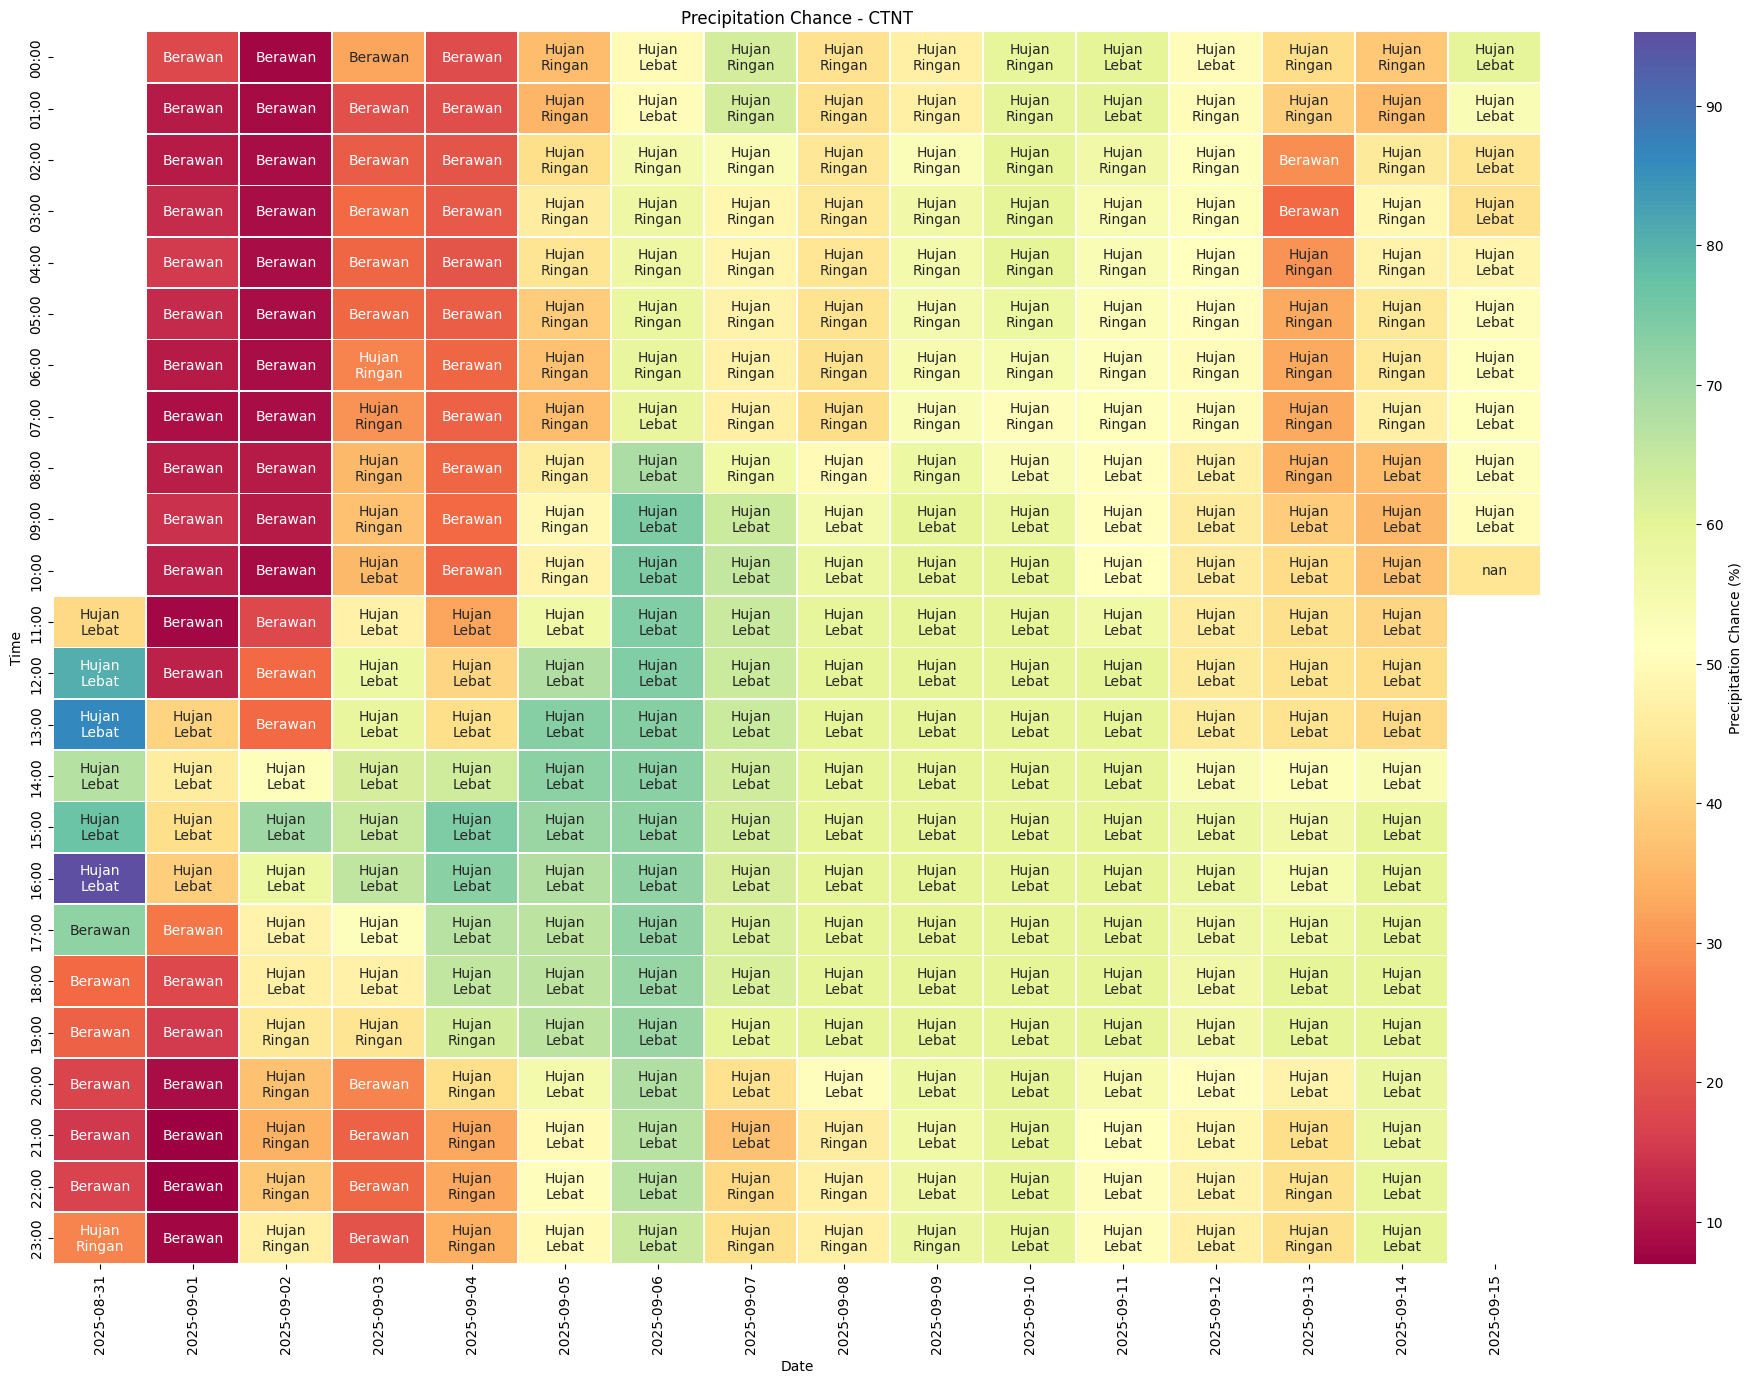 Precipitation Chance - CTNT
00:00 Berawan Berawan Berawan Berawan Hujan Ringan Hujan Lebat Hujan Ringan Hujan Ringan Hujan Ringan Hujan Ringan Hujan Lebat Hujan Lebat Hujan Ringan Hujan Ringan Hujan Lebat
01:00 Berawan Berawan Berawan Berawan Hujan Ringan Hujan Lebat Hujan Ringan Hujan Ringan Hujan Ringan Hujan Ringan Hujan Lebat Hujan Ringan Hujan Ringan Hujan Ringan Hujan Lebat
02:00 Berawan Berawan Berawan Berawan Hujan Ringan Hujan Ringan Hujan Ringan Hujan Ringan Hujan Ringan Hujan Ringan Hujan Ringan Hujan Ringan Berawan Hujan Ringan Hujan Lebat
03:00 Berawan Berawan Berawan Berawan Hujan Ringan Hujan Ringan Hujan Ringan Hujan Ringan Hujan Ringan Hujan Ringan Hujan Ringan Hujan Ringan Berawan Hujan Ringan Hujan Lebat
04:00 Berawan Berawan Berawan Berawan Hujan Ringan Hujan Ringan Hujan Ringan Hujan Ringan Hujan Ringan Hujan Ringan Hujan Ringan Hujan Ringan Hujan Ringan Hujan Ringan Hujan Lebat
05:00 Berawan Berawan Berawan Berawan Hujan Ringan Hujan Ringan Hujan Ringan Hujan Ringan Hujan Ringan Hujan Ringan Hujan Ringan Hujan Ringan Hujan Ringan Hujan Ringan Hujan Lebat
06:00 Berawan Berawan Hujan Ringan Berawan Hujan Ringan Hujan Ringan Hujan Ringan Hujan Ringan Hujan Ringan Hujan Ringan Hujan Ringan Hujan Ringan Hujan Ringan Hujan Ringan Hujan Lebat
07:00 Berawan Berawan Hujan Ringan Berawan Hujan Ringan Hujan Lebat Hujan Ringan Hujan Ringan Hujan Ringan Hujan Ringan Hujan Ringan Hujan Ringan Hujan Ringan Hujan Ringan Hujan Lebat
08:00 Berawan Berawan Hujan Ringan Berawan Hujan Ringan Hujan Lebat Hujan Ringan Hujan Ringan Hujan Ringan Hujan Lebat Hujan Lebat Hujan Lebat Hujan Ringan Hujan Lebat Hujan Lebat
09:00 Berawan Berawan Hujan Ringan Berawan Hujan Ringan Hujan Lebat Hujan Lebat Hujan Lebat Hujan Lebat Hujan Lebat Hujan Lebat Hujan Lebat Hujan Lebat Hujan Lebat Hujan Lebat
10:00 Berawan Berawan Hujan Lebat Berawan Hujan Ringan Hujan Lebat Hujan Lebat Hujan Lebat Hujan Lebat Hujan Lebat Hujan Lebat Hujan Lebat Hujan Lebat Hujan Lebat nan
11:00 Hujan Lebat Berawan Berawan Hujan Lebat Hujan Lebat Hujan Lebat Hujan Lebat Hujan Lebat Hujan Lebat Hujan Lebat Hujan Lebat Hujan Lebat Hujan Lebat Hujan Lebat Hujan Lebat
12:00 Hujan Lebat Berawan Berawan Hujan Lebat Hujan Lebat Hujan Lebat Hujan Lebat Hujan Lebat Hujan Lebat Hujan Lebat Hujan Lebat Hujan Lebat Hujan Lebat Hujan Lebat Hujan Lebat
13:00 Hujan Lebat Hujan Lebat Berawan Hujan Lebat Hujan Lebat Hujan Lebat Hujan Lebat Hujan Lebat Hujan Lebat Hujan Lebat Hujan Lebat Hujan Lebat Hujan Lebat Hujan Lebat Hujan Lebat
14:00 Hujan Lebat Hujan Lebat Hujan Lebat Hujan Lebat Hujan Lebat Hujan Lebat Hujan Lebat Hujan Lebat Hujan Lebat Hujan Lebat Hujan Lebat Hujan Lebat Hujan Lebat Hujan Lebat Hujan Lebat
15:00 Hujan Lebat Hujan Lebat Hujan Lebat Hujan Lebat Hujan Lebat Hujan Lebat Hujan Lebat Hujan Lebat Hujan Lebat Hujan Lebat Hujan Lebat Hujan Lebat Hujan Lebat Hujan Lebat Hujan Lebat
16:00 Hujan Lebat Hujan Lebat Hujan Lebat Hujan Lebat Hujan Lebat Hujan Lebat Hujan Lebat Hujan Lebat Hujan Lebat Hujan Lebat Hujan Lebat Hujan Lebat Hujan Lebat Hujan Lebat Hujan Lebat
17:00 Berawan Berawan Hujan Lebat Hujan Lebat Hujan Lebat Hujan Lebat Hujan Lebat Hujan Lebat Hujan Lebat Hujan Lebat Hujan Lebat Hujan Lebat Hujan Lebat Hujan Lebat Hujan Lebat
18:00 Berawan Berawan Hujan Lebat Hujan Lebat Hujan Lebat Hujan Lebat Hujan Lebat Hujan Lebat Hujan Lebat Hujan Lebat Hujan Lebat Hujan Lebat Hujan Lebat Hujan Lebat Hujan Lebat
19:00 Berawan Berawan Hujan Ringan Hujan Ringan Hujan Ringan Hujan Lebat Hujan Lebat Hujan Lebat Hujan Lebat Hujan Lebat Hujan Lebat Hujan Lebat Hujan Lebat Hujan Lebat Hujan Lebat
20:00 Berawan Berawan Hujan Ringan Berawan Hujan Ringan Hujan Lebat Hujan Lebat Hujan Lebat Hujan Lebat Hujan Lebat Hujan Lebat Hujan Lebat Hujan Lebat Hujan Lebat Hujan Lebat
21:00 Berawan Berawan Hujan Ringan Berawan Hujan Ringan Hujan Lebat Hujan Lebat Hujan Lebat Hujan Ringan Hujan Lebat Hujan Lebat Hujan Lebat Hujan Lebat Hujan Lebat Hujan Lebat
22:00 Berawan Berawan Hujan Ringan Berawan Hujan Ringan Hujan Lebat Hujan Lebat Hujan Ringan Hujan Ringan Hujan Lebat Hujan Lebat Hujan Lebat Hujan Lebat Hujan Ringan Hujan Lebat
23:00 Hujan Ringan Berawan Hujan Ringan Berawan Hujan Ringan Hujan Lebat Hujan Lebat Hujan Ringan Hujan Ringan Hujan Ringan Hujan Lebat Hujan Lebat Hujan Lebat Hujan Ringan Hujan Lebat
Time
2025-08-31 2025-09-01 2025-09-02 2025-09-03 2025-09-04 2025-09-05 2025-09-06 2025-09-07 2025-09-08 2025-09-09 2025-09-10 2025-09-11 2025-09-12 2025-09-13 2025-09-14 2025-09-15
Date
90
80
70
60
50
40
30
20
10
Precipitation Chance (%)